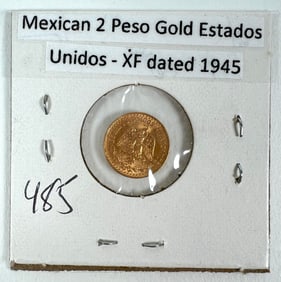 Mexican 2 Peso Gold Estados
Unidos - XF dated 1945
485